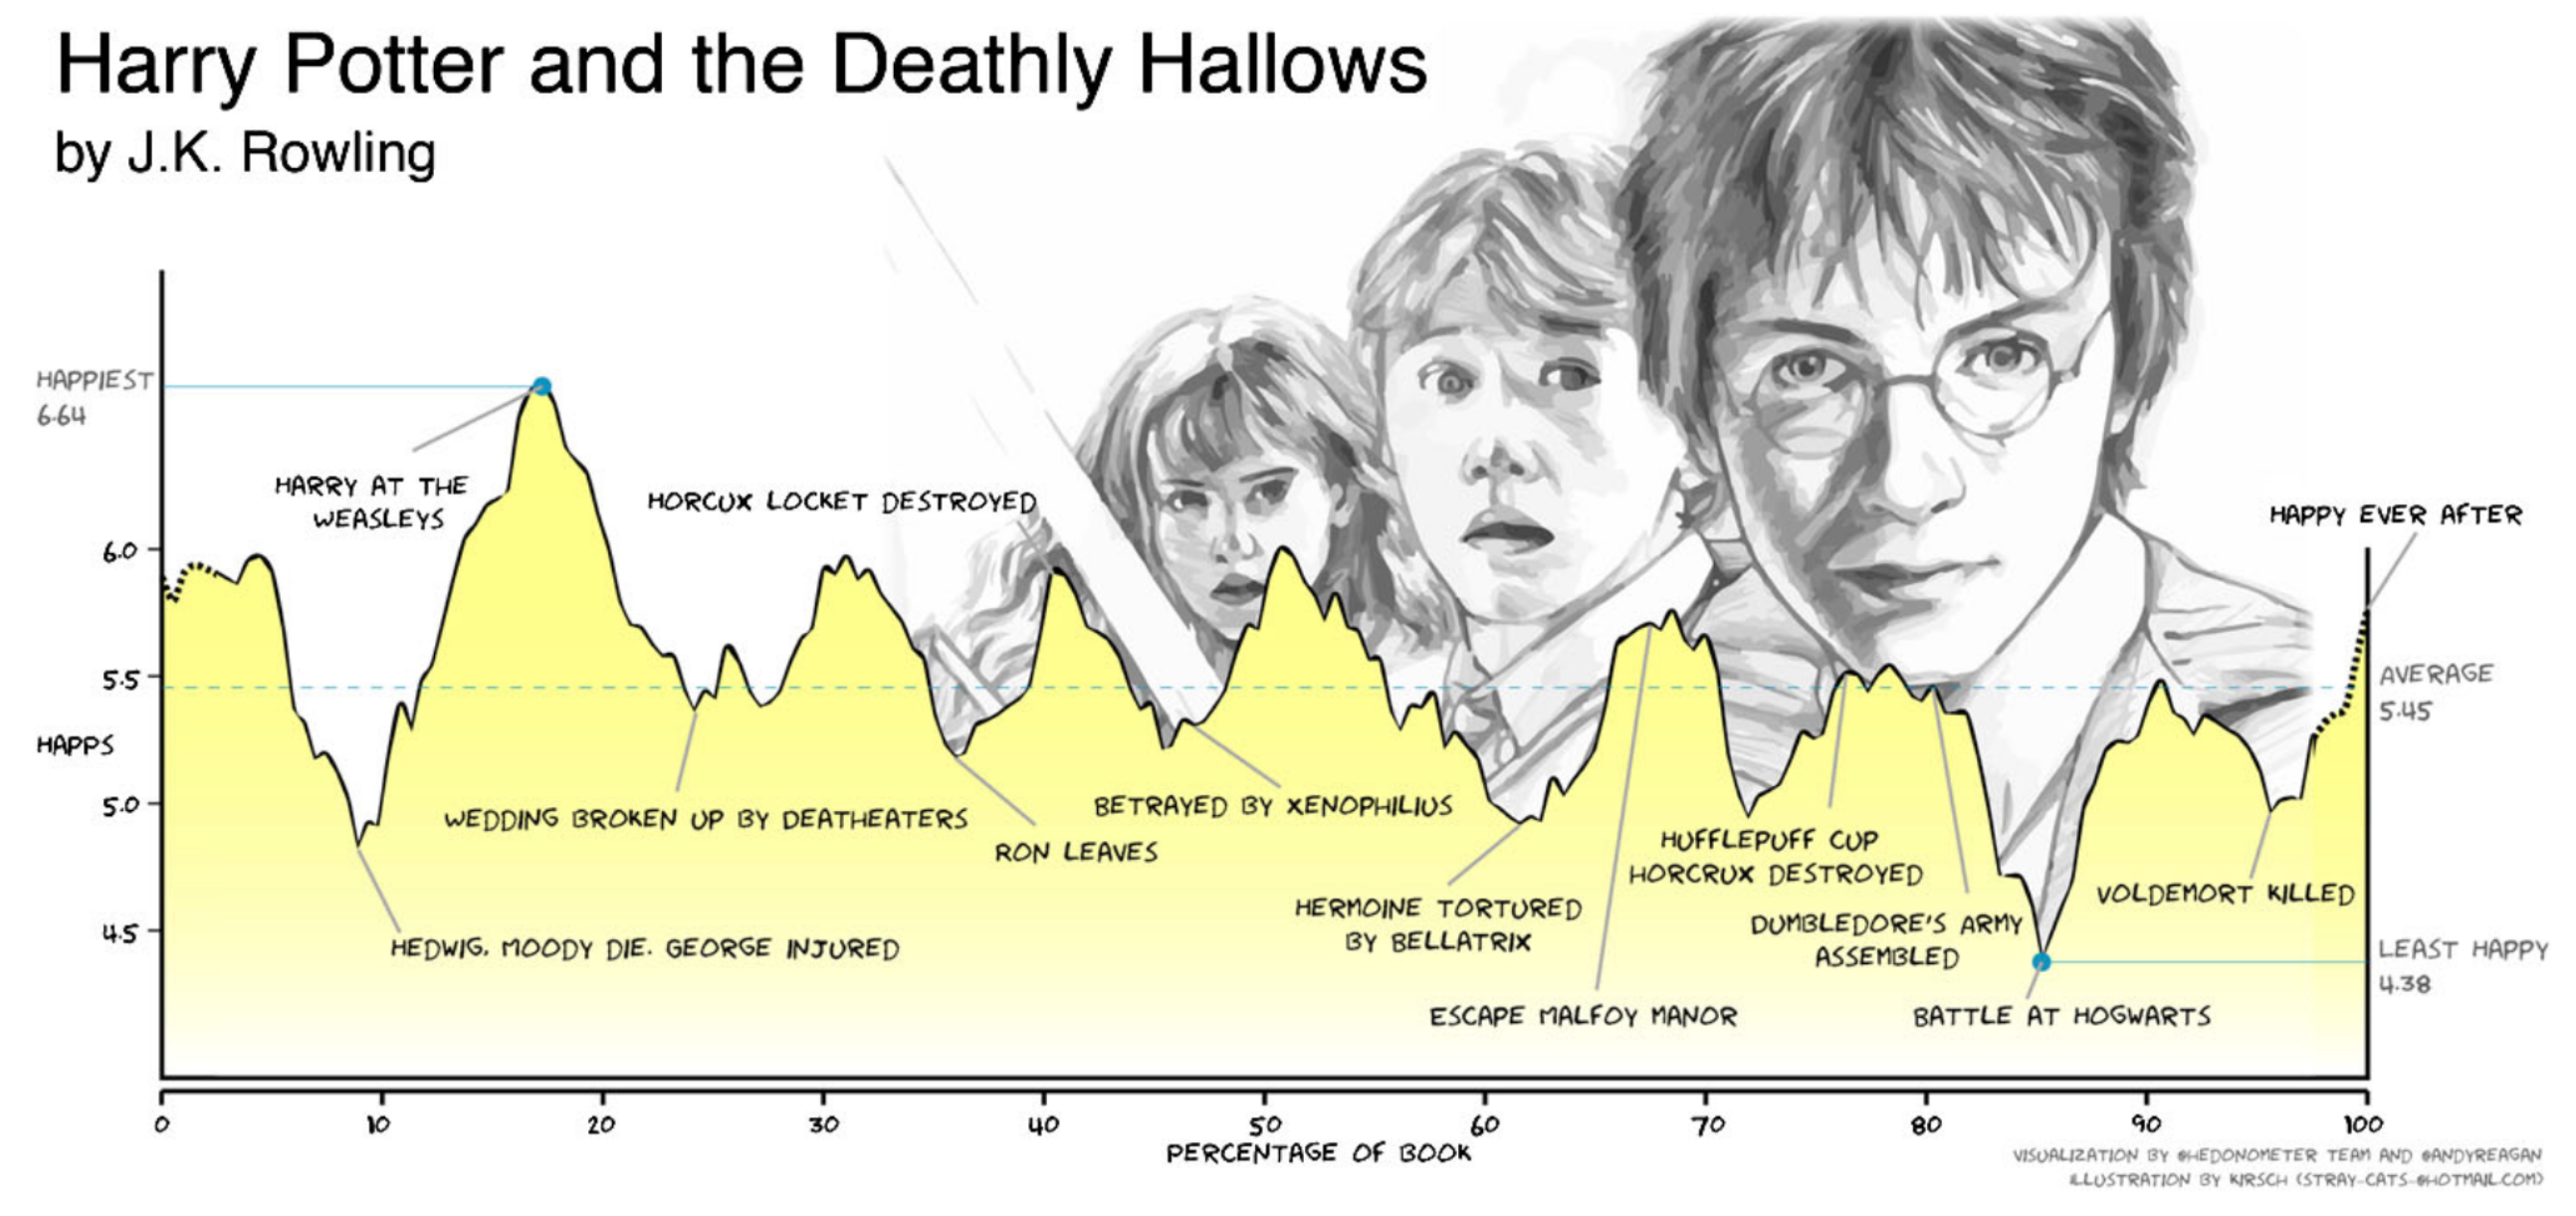 Harry Potter and the Deathly Hallows
by J.K. Rowling
HAPPIEST
6.64
HARRY AT THE
WEASLEYS
HORCUX LOCKET DESTROYED
HAPPY EVER AFTER
6.0
5.5
AVERAGE
5.45
HAPPS
5.0
WEDDING BROKEN UP BY DEATHEATERS
BETRAYED BY XENOPHILIUS
RON LEAVES
HUFFLEPUFF CUP
HORCRUX DESTROYED
HERMOINE TORTURED
BY BELLATRIX
VOLDEMORT KILLED
DUMBLEDORE'S ARMY
ASSEMBLED
4.5
HEDWIG, MOODY DIE. GEORGE INJURED
LEAST HAPPY
4.38
ESCAPE MALFOY MANOR
BATTLE AT HOGWARTS
0 10 20 30 40 50 60 70 80 90 100
PERCENTAGE OF BOOK
VISUALIZATION BY @HEDONOMETER TEAM AND @ANDYREAGAN
ILLUSTRATION BY KIRSCH (STRAY-CATS-@HOTMAIL.COM)